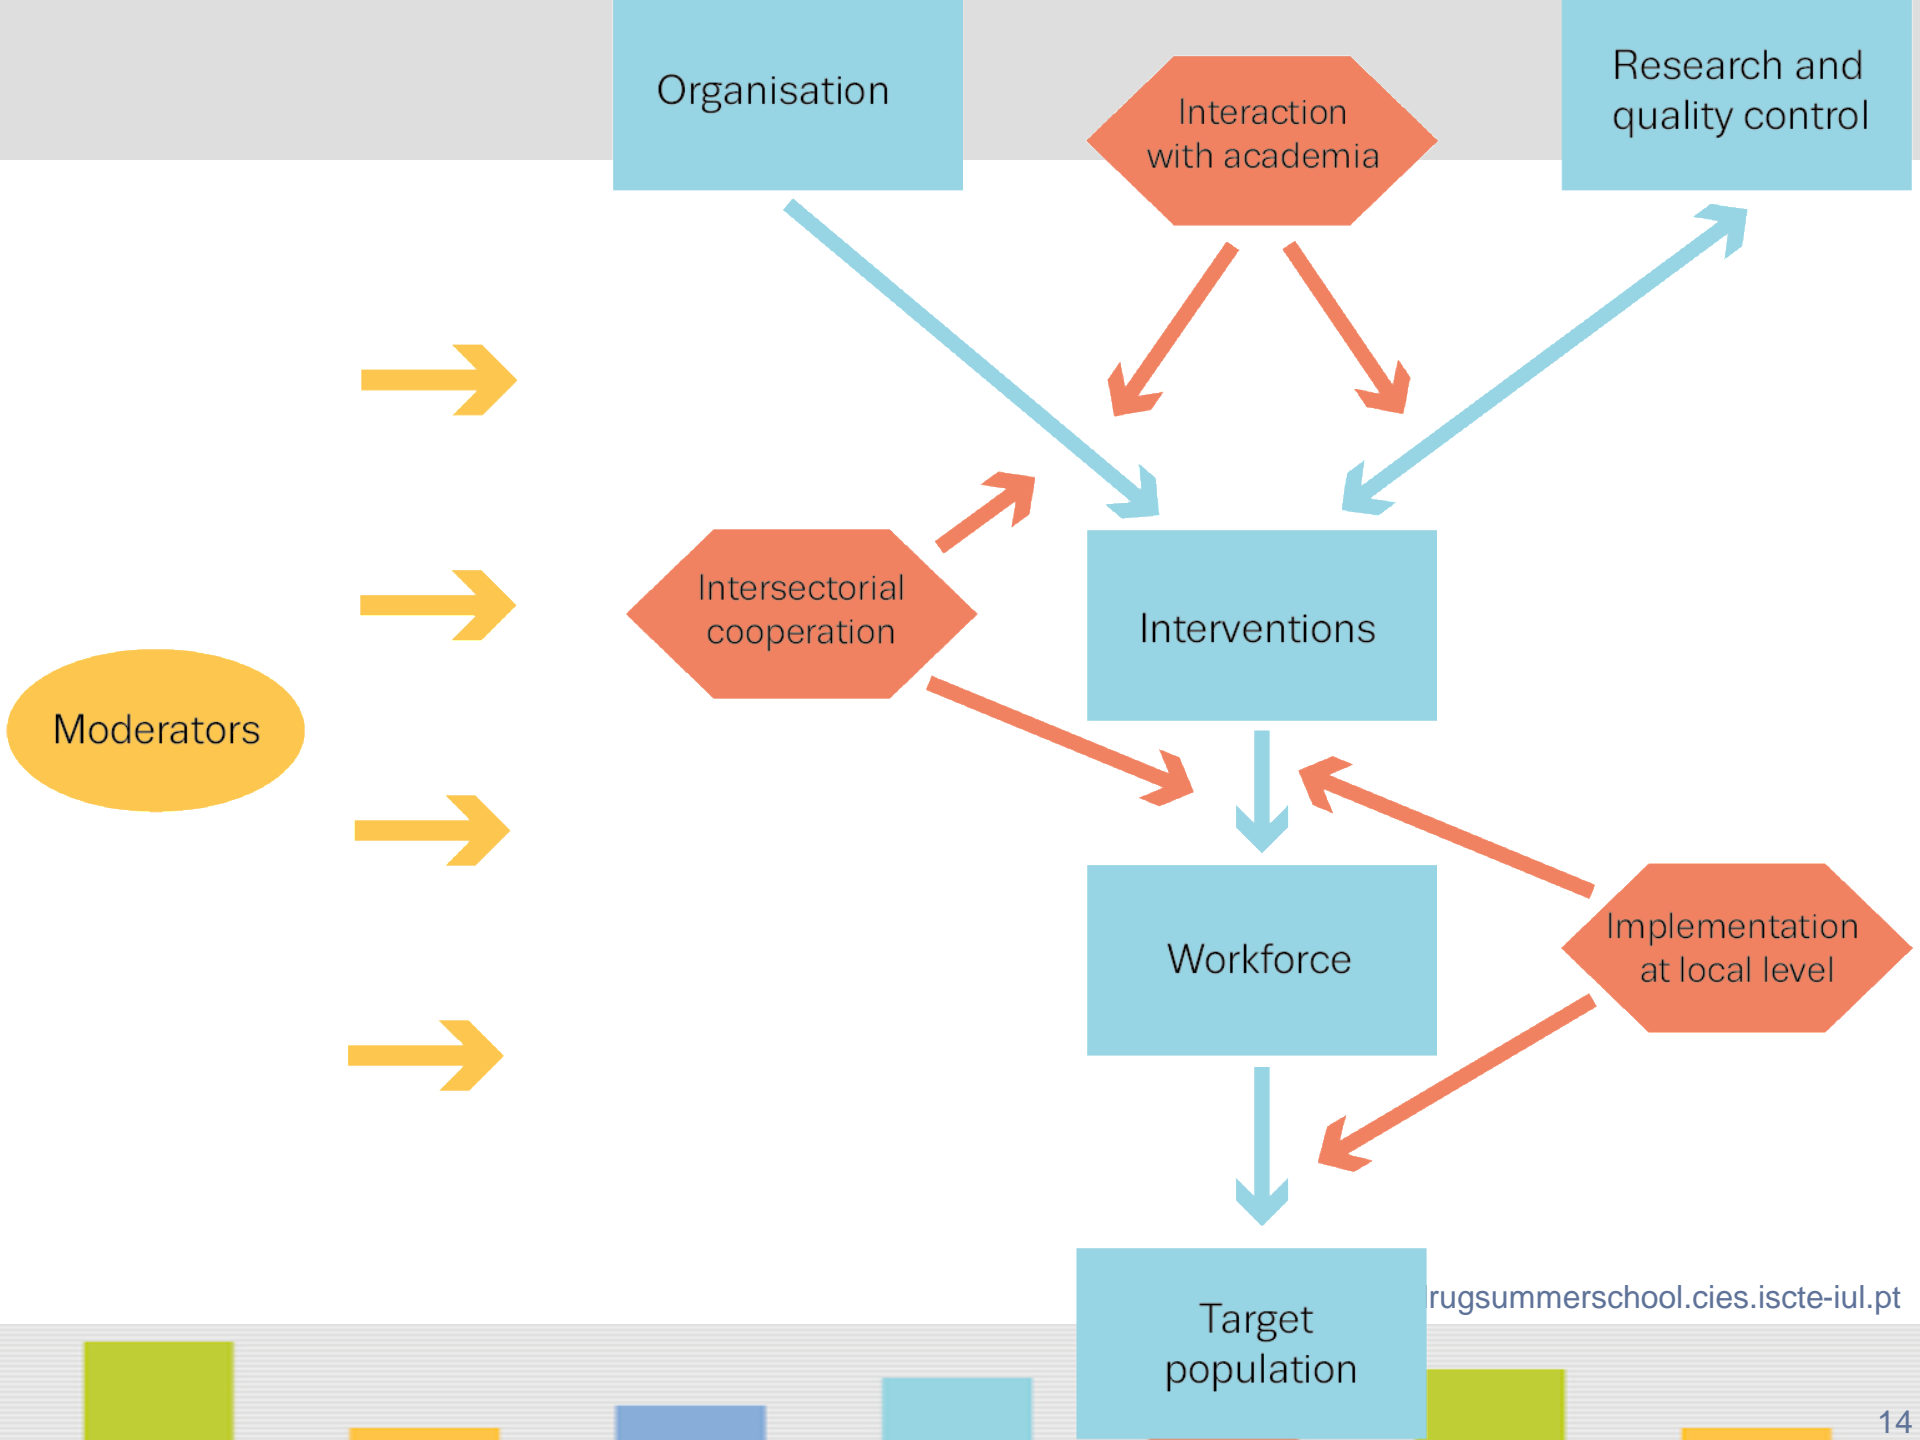 Organisation
Interaction
with academia
Research and
quality control
Intersectorial
cooperation
Interventions
Moderators
Workforce
Implementation
at local level
Target
population
rugsummerschool.cies.iscte-iul.pt
14